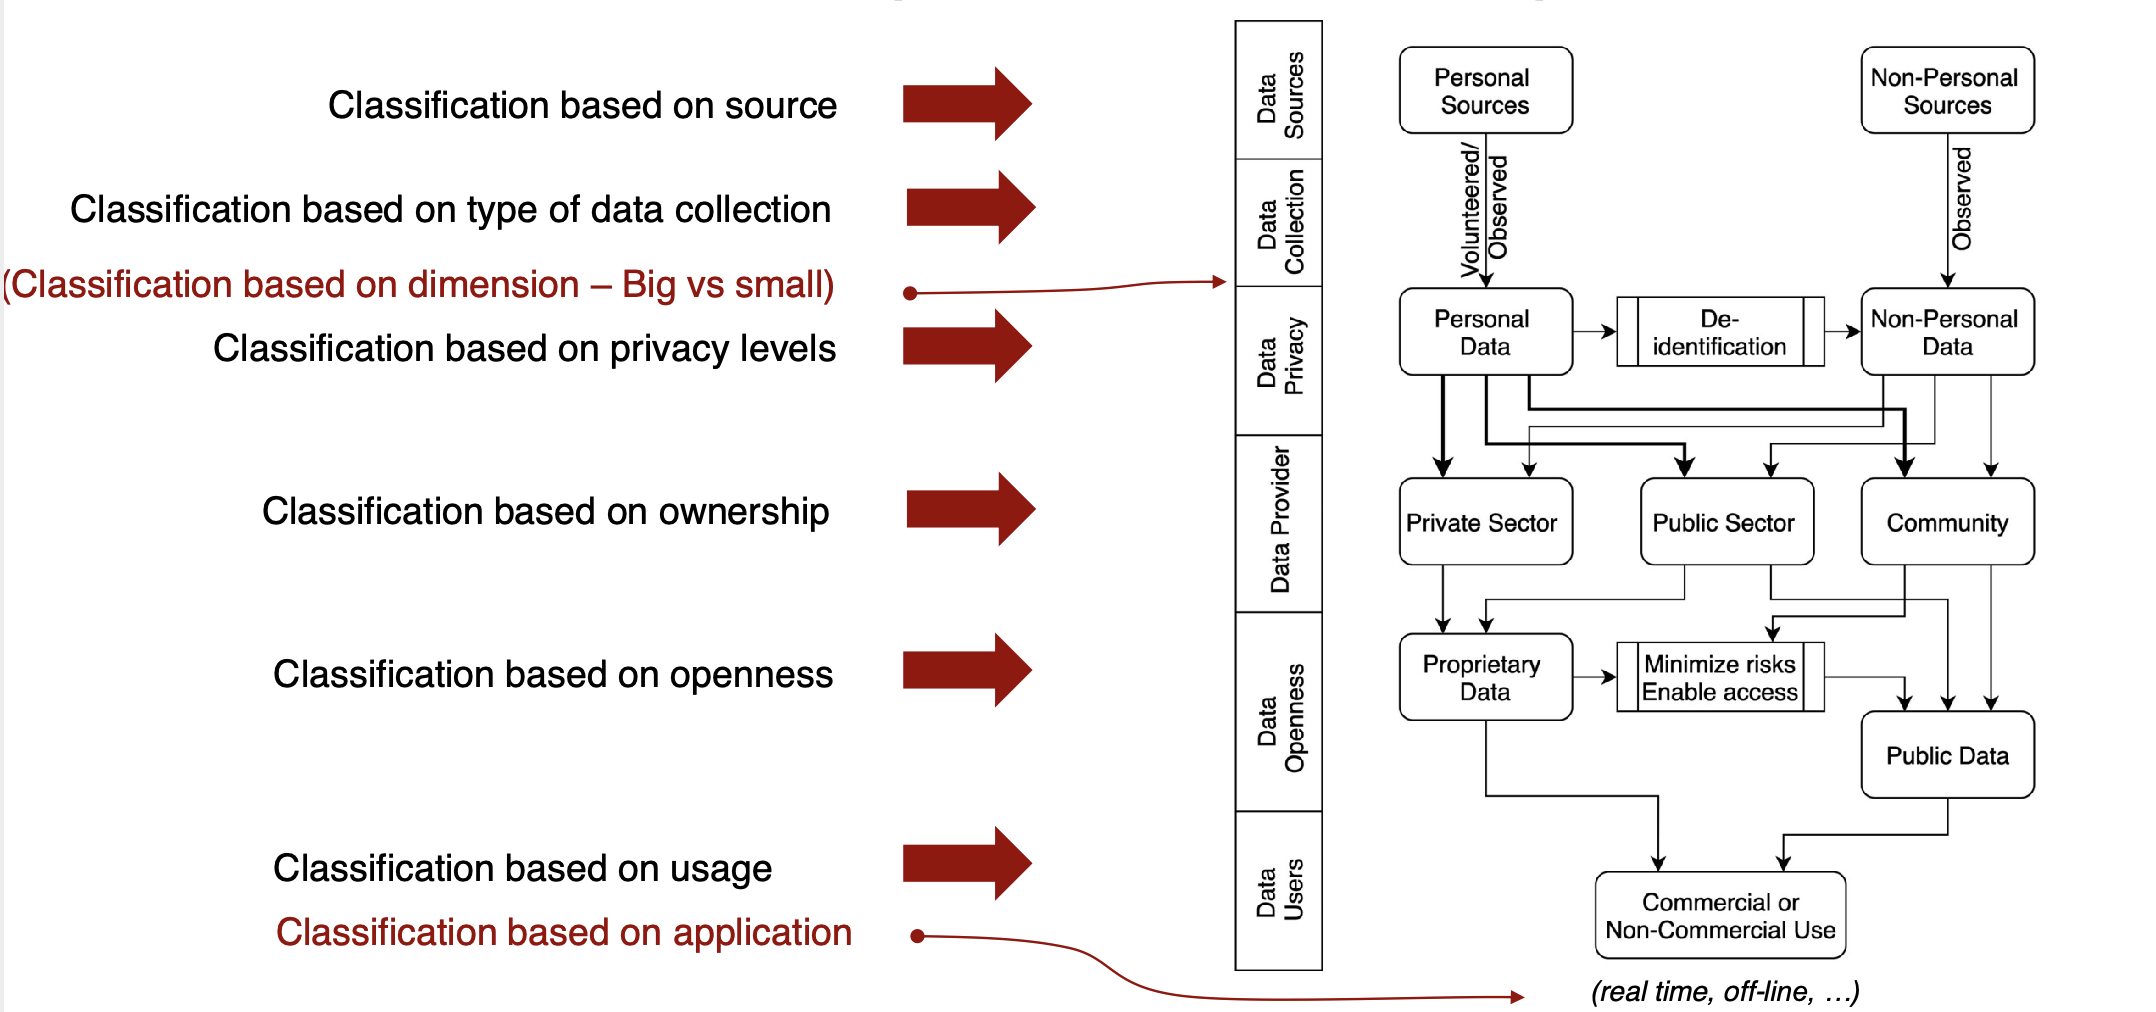 Classification based on source
Classification based on type of data collection
(Classification based on dimension – Big vs small)
Classification based on privacy levels
Classification based on ownership
Classification based on openness
Classification based on usage
Classification based on application
Data
Sources
Data
Collection
Data
Privacy
Data Provider
Data
Openness
Data
Users
Personal
Sources
Non-Personal
Sources
Volunteered/
Observed
Observed
Personal
Data
De-
identification
Non-Personal
Data
Private Sector
Public Sector
Community
Proprietary
Data
Minimize risks
Enable access
Public Data
Commercial or
Non-Commercial Use
(real time, off-line, ...)